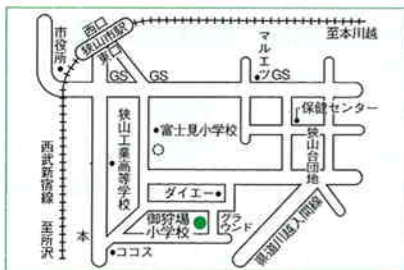 市役所
西口
狭山市駅
東口
至本川越
GS
GS
マルエツ
GS
保健センター
狭山工業高等学校
富士見小学校
狭山台団地
西武新宿線
至所沢
ダイエー
御狩場
小学校
グラ
ウンド
本
ココス
県道川越入間線